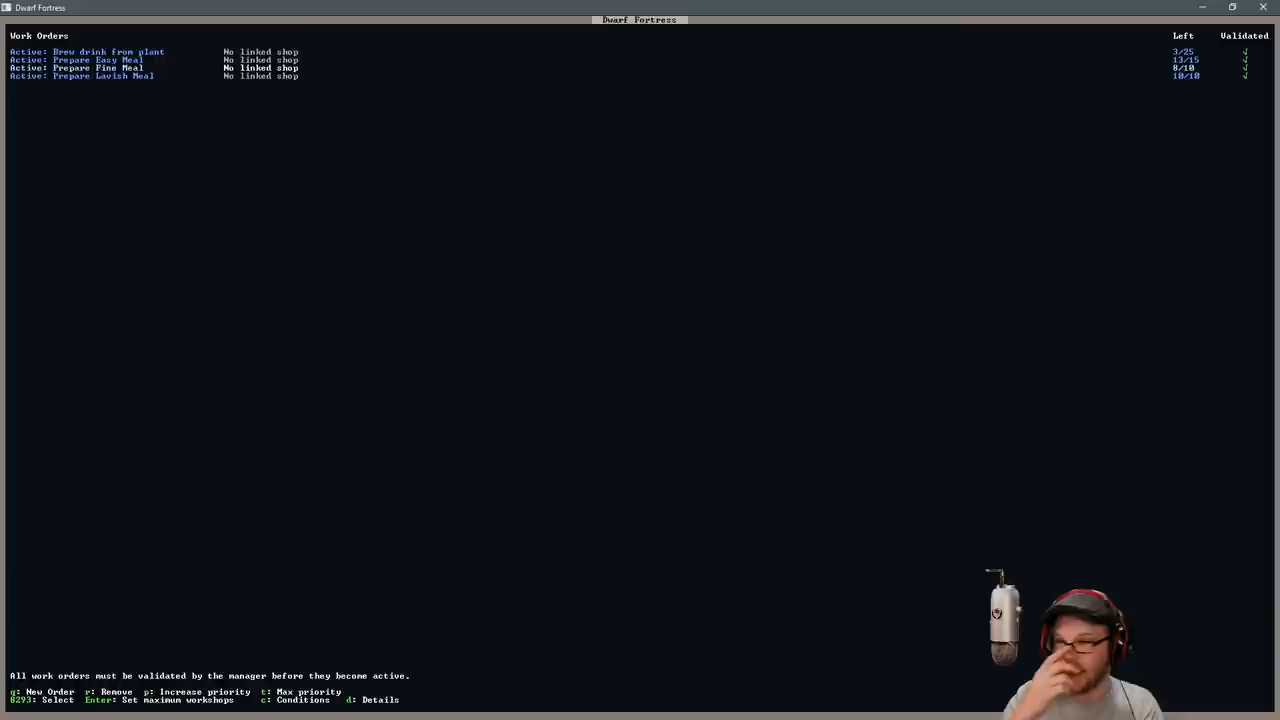 Dwarf Fortress
Dwarf Fortress
Work Orders Left Validated
Active: Brew drink from plant No linked shop 3/25 √
Active: Prepare Easy Meal No linked shop 13/15 √
Active: Prepare Fine Meal No linked shop 8/10 √
Active: Prepare Lavish Meal No linked shop 10/10 √
All work orders must be validated by the manager before they become active.
q: New Order r: Remove p: Increase priority t: Max priority
8293: Select Enter: Set maximum workshops c: Conditions d: Details